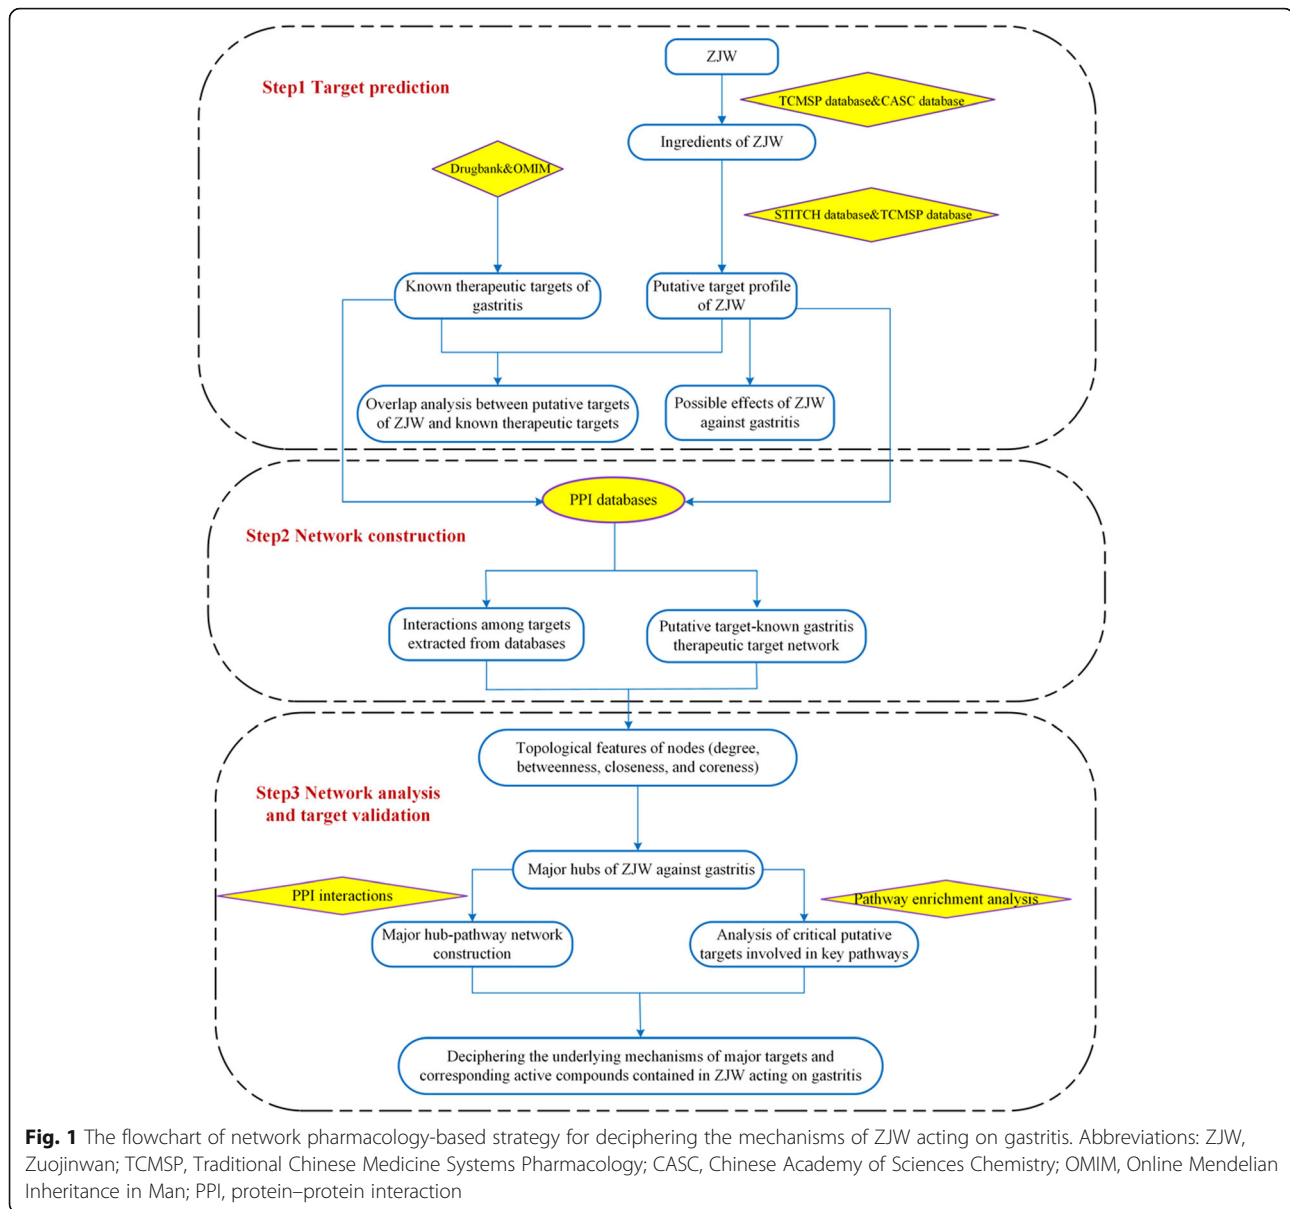 ZJW
Step1 Target prediction
TCMSP database&CASC database
Ingredients of ZJW
Drugbank&OMIM
STITCH database&TCMSP database
Known therapeutic targets of
gastritis
Putative target profile
of ZJW
Overlap analysis between putative targets
of ZJW and known therapeutic targets
Possible effects of ZJW
against gastritis
PPI databases
Step2 Network construction
Interactions among targets
extracted from databases
Putative target-known gastritis
therapeutic target network
Topological features of nodes (degree,
betweenness, closeness, and coreness)
Step3 Network analysis
and target validation
Major hubs of ZJW against gastritis
PPI interactions
Pathway enrichment analysis
Major hub-pathway network
construction
Analysis of critical putative
targets involved in key pathways
Deciphering the underlying mechanisms of major targets and
corresponding active compounds contained in ZJW acting on gastritis
Fig. 1 The flowchart of network pharmacology-based strategy for deciphering the mechanisms of ZJW acting on gastritis. Abbreviations: ZJW,
Zuojinwan; TCMSP, Traditional Chinese Medicine Systems Pharmacology; CASC, Chinese Academy of Sciences Chemistry; OMIM, Online Mendelian
Inheritance in Man; PPI, protein–protein interaction